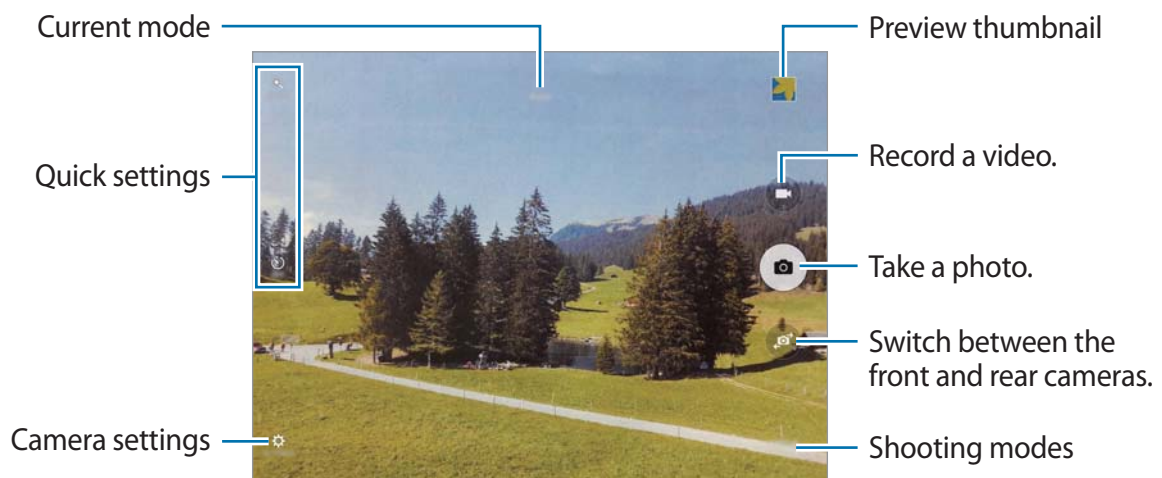 Current mode
Preview thumbnail
Quick settings
Record a video.
Take a photo.
Switch between the
front and rear cameras.
Camera settings
Shooting modes